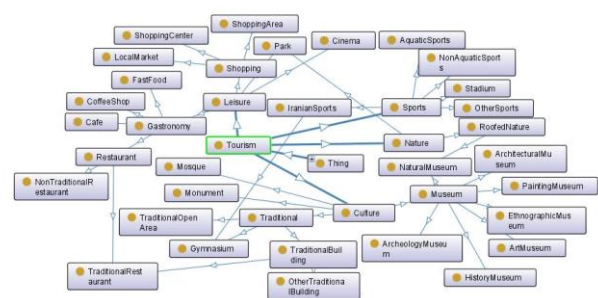 ShoppingArea
ShoppingCenter
Park
Cinema
AquaticSports
LocalMarket
NonAquaticSport
s
Shopping
FastFood
Stadium
Leisure
CoffeeShop
IranianSports
Sports
OtherSports
Cafe
Gastronomy
RoofedNature
Tourism
Nature
Restaurant
ArchitecturalMu
seum
Mosque
Thing
NaturalMuseum
NonTraditionalR
estaurant
PaintingMuseum
Monument
Museum
TraditionalOpen
Area
Traditional
Culture
EthnographicMus
eum
Gymnasium
TraditionalBuil
ding
ArcheologyMuseu
m
ArtMuseum
TraditionalRest
aurant
OtherTraditiona
lBuilding
HistoryMuseum